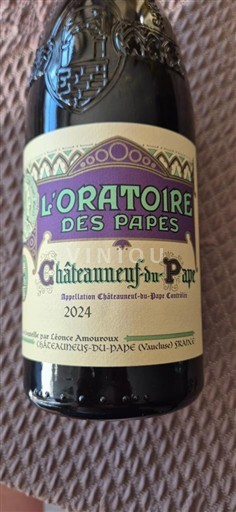 L'ORATOIRE
DES PAPES
VINTOU
Châteauneuf-du-Pape
Appellation Châteauneuf-du-Pape Contrôlée
2024
par Léonce Amouroux
CHÂTEAUNEUF-DU-PAPE (Vaucluse) FRANCE